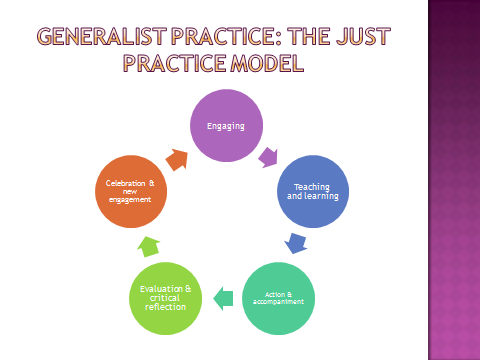 GENERALIST PRACTICE: THE JUST
PRACTICE MODEL
Engaging
Teaching
and learning
Action &
accompaniment
Evaluation &
critical
reflection
Celebration &
new
engagement